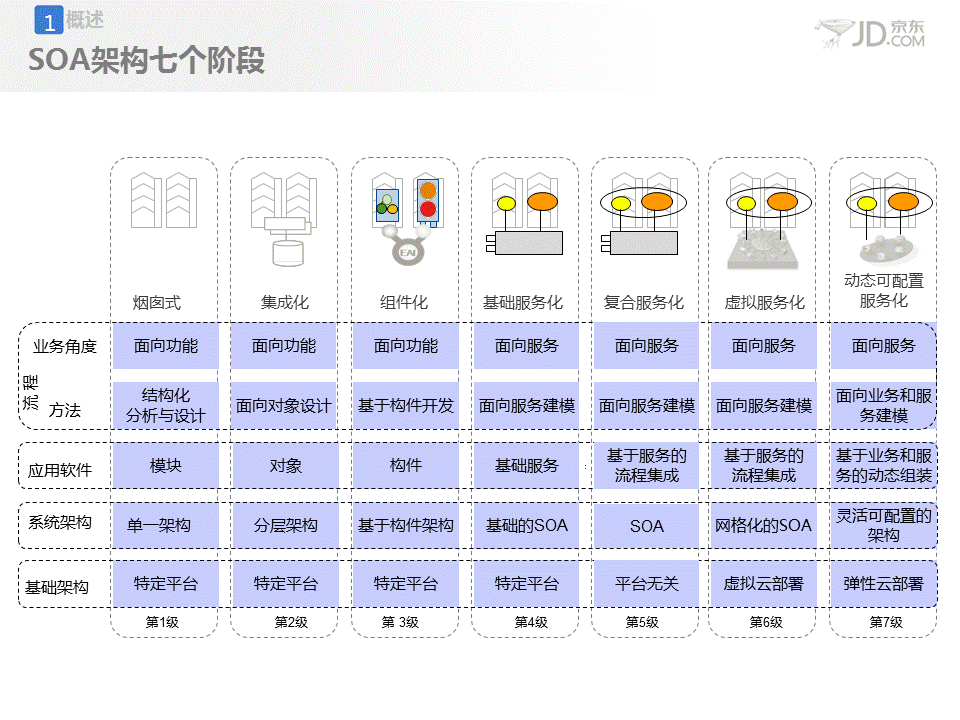 1 概述
SOA架构七个阶段
JD 京东
.COM
EAI
烟囱式
集成化
组件化
基础服务化
复合服务化
虚拟服务化
动态可配置
服务化
流程
业务角度
面向功能
面向功能
面向功能
面向服务
面向服务
面向服务
面向服务
方法
结构化
分析与设计
面向对象设计
基于构件开发
面向服务建模
面向服务建模
面向服务建模
面向业务和服
务建模
应用软件
模块
对象
构件
基础服务
基于服务的
流程集成
基于服务的
流程集成
基于业务和服
务的动态组装
系统架构
单一架构
分层架构
基于构件架构
基础的SOA
SOA
网格化的SOA
灵活可配置的
架构
基础架构
特定平台
特定平台
特定平台
特定平台
平台无关
虚拟云部署
弹性云部署
第1级
第2级
第 3级
第4级
第5级
第6级
第7级